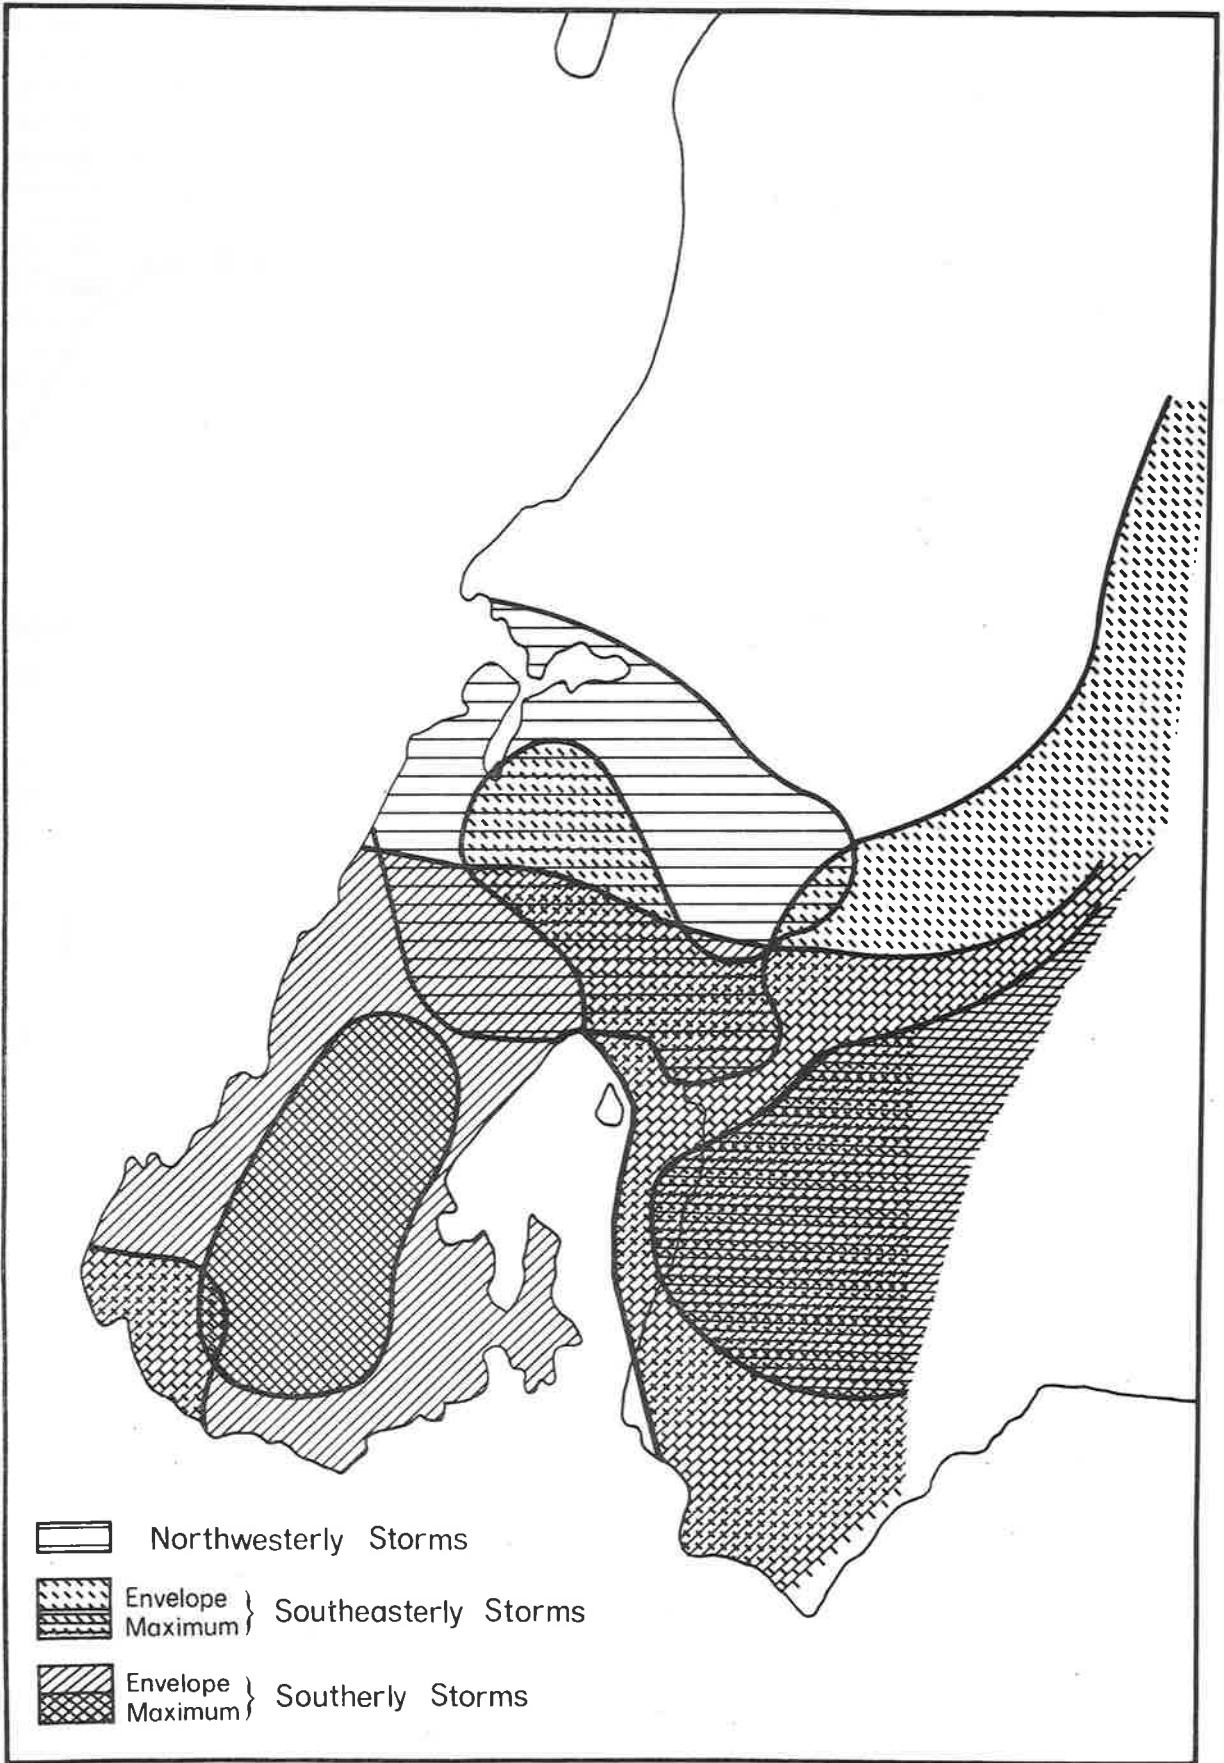 Northwesterly Storms
Envelope
Maximum } Southeasterly Storms
Envelope
Maximum } Southerly Storms